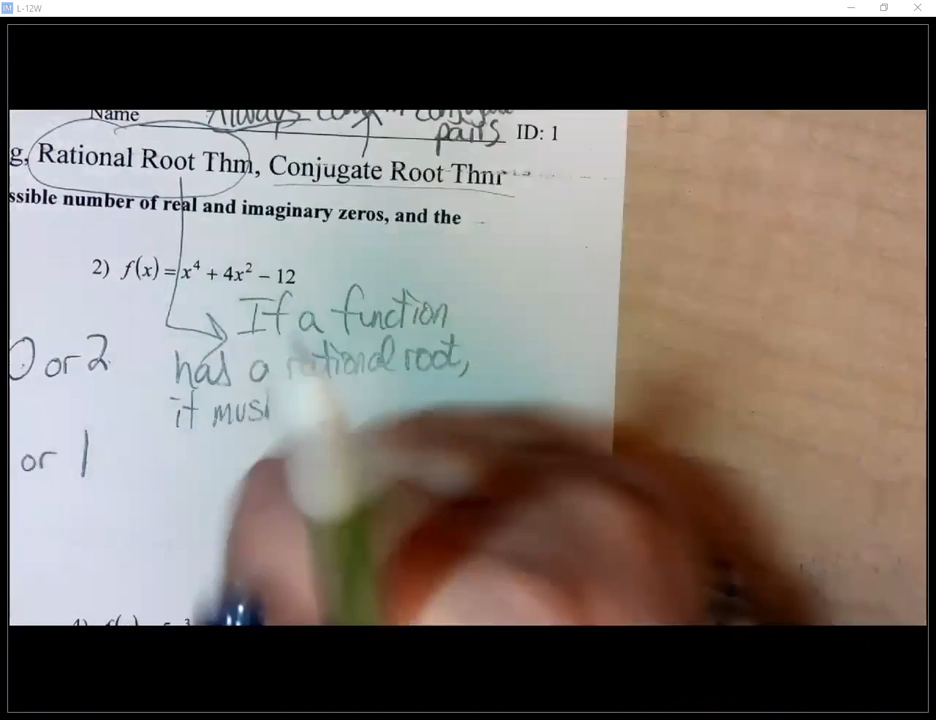 L-12W
Name Always conj
pairs ID: 1
g, Rational Root Thm, Conjugate Root Thm
ssible number of real and imaginary zeros, and the
2) f(x) = x⁴ + 4x² − 12
If a function
0 or 2 has a rational root,
it must
or 1